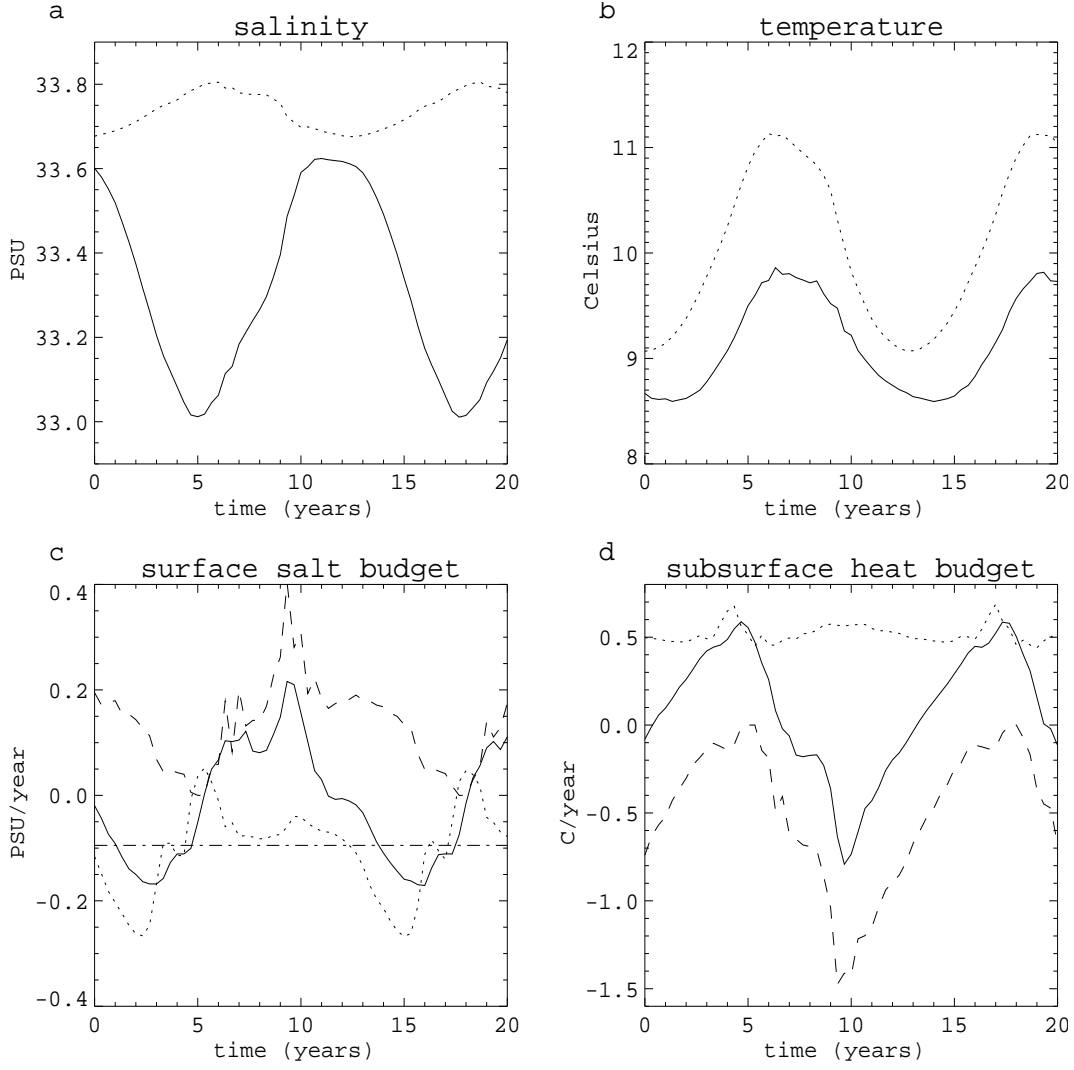 a
salinity
33.8
33.6
33.4
33.2
33.0
PSU
0 5 10 15 20
time (years)
b
temperature
12
11
10
9
8
Celsius
0 5 10 15 20
time (years)
c
surface salt budget
0.4
0.2
0.0
-0.2
-0.4
PSU/year
0 5 10 15 20
time (years)
d
subsurface heat budget
0.5
0.0
-0.5
-1.0
-1.5
C/year
0 5 10 15 20
time (years)